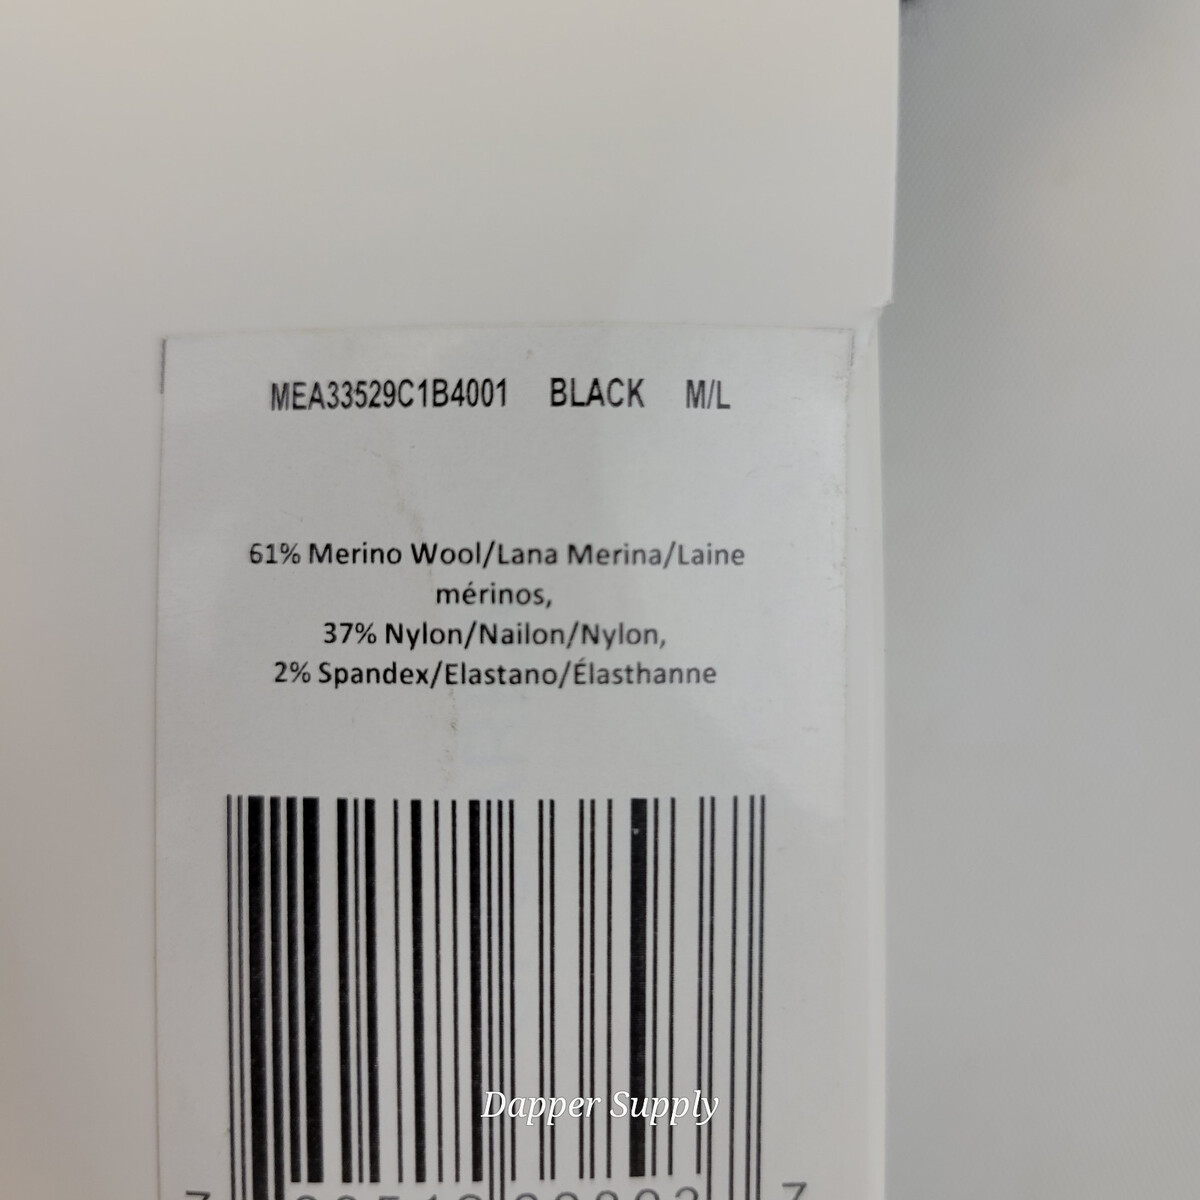 MEA33529C1B4001 BLACK M/L
61% Merino Wool/Lana Merina/Laine
mérinos,
37% Nylon/Nailon/Nylon,
2% Spandex/Elastano/Élasthanne
Dapper Supply